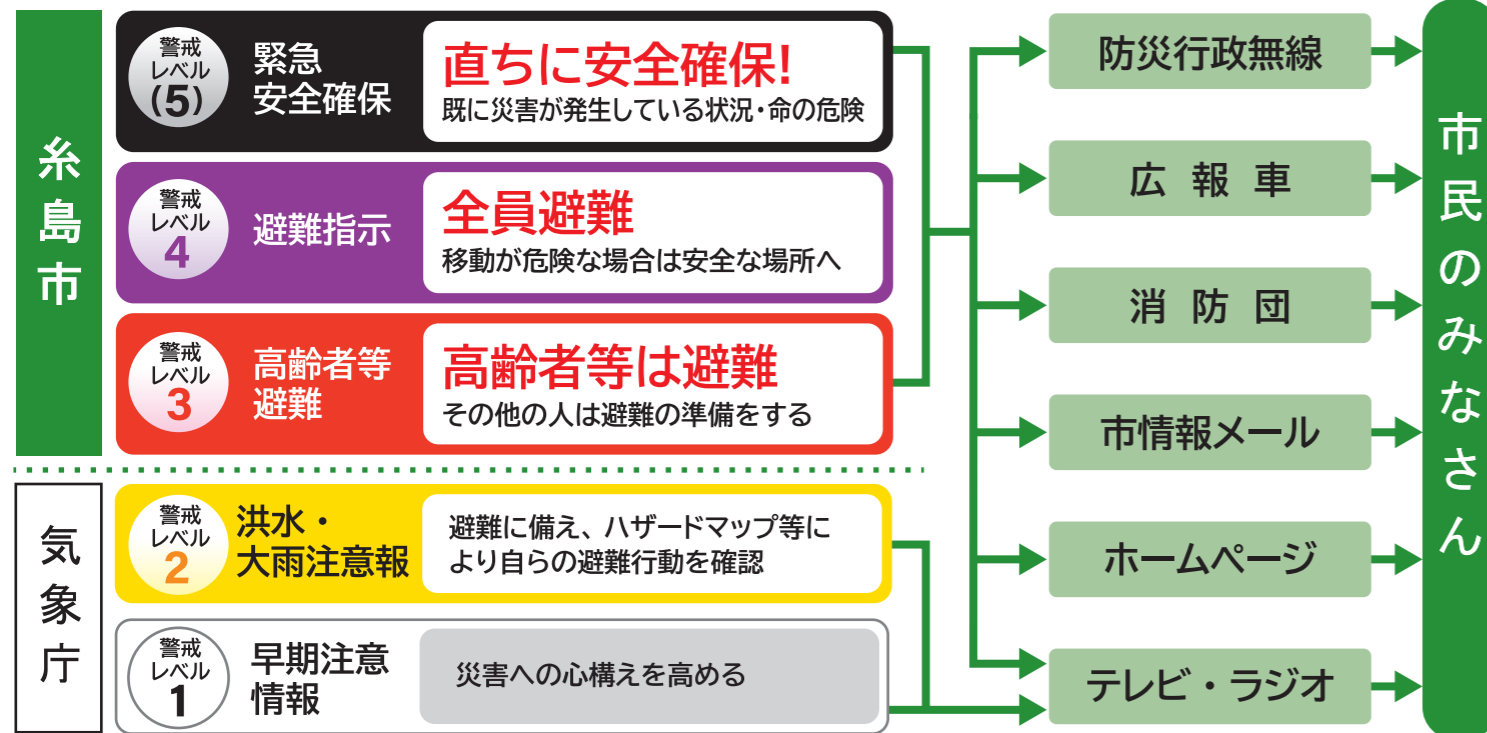 糸島市
警戒
レベル
(5)
緊急
安全確保
直ちに安全確保!
既に災害が発生している状況・命の危険
警戒
レベル
4
避難指示
全員避難
移動が危険な場合は安全な場所へ
警戒
レベル
3
高齢者等
避難
高齢者等は避難
その他の人は避難の準備をする
気象庁
警戒
レベル
2
洪水・
大雨注意報
避難に備え、ハザードマップ等に
より自らの避難行動を確認
警戒
レベル
1
早期注意
情報
災害への心構えを高める
防災行政無線
広報車
消防団
市情報メール
ホームページ
テレビ・ラジオ
市民のみなさん